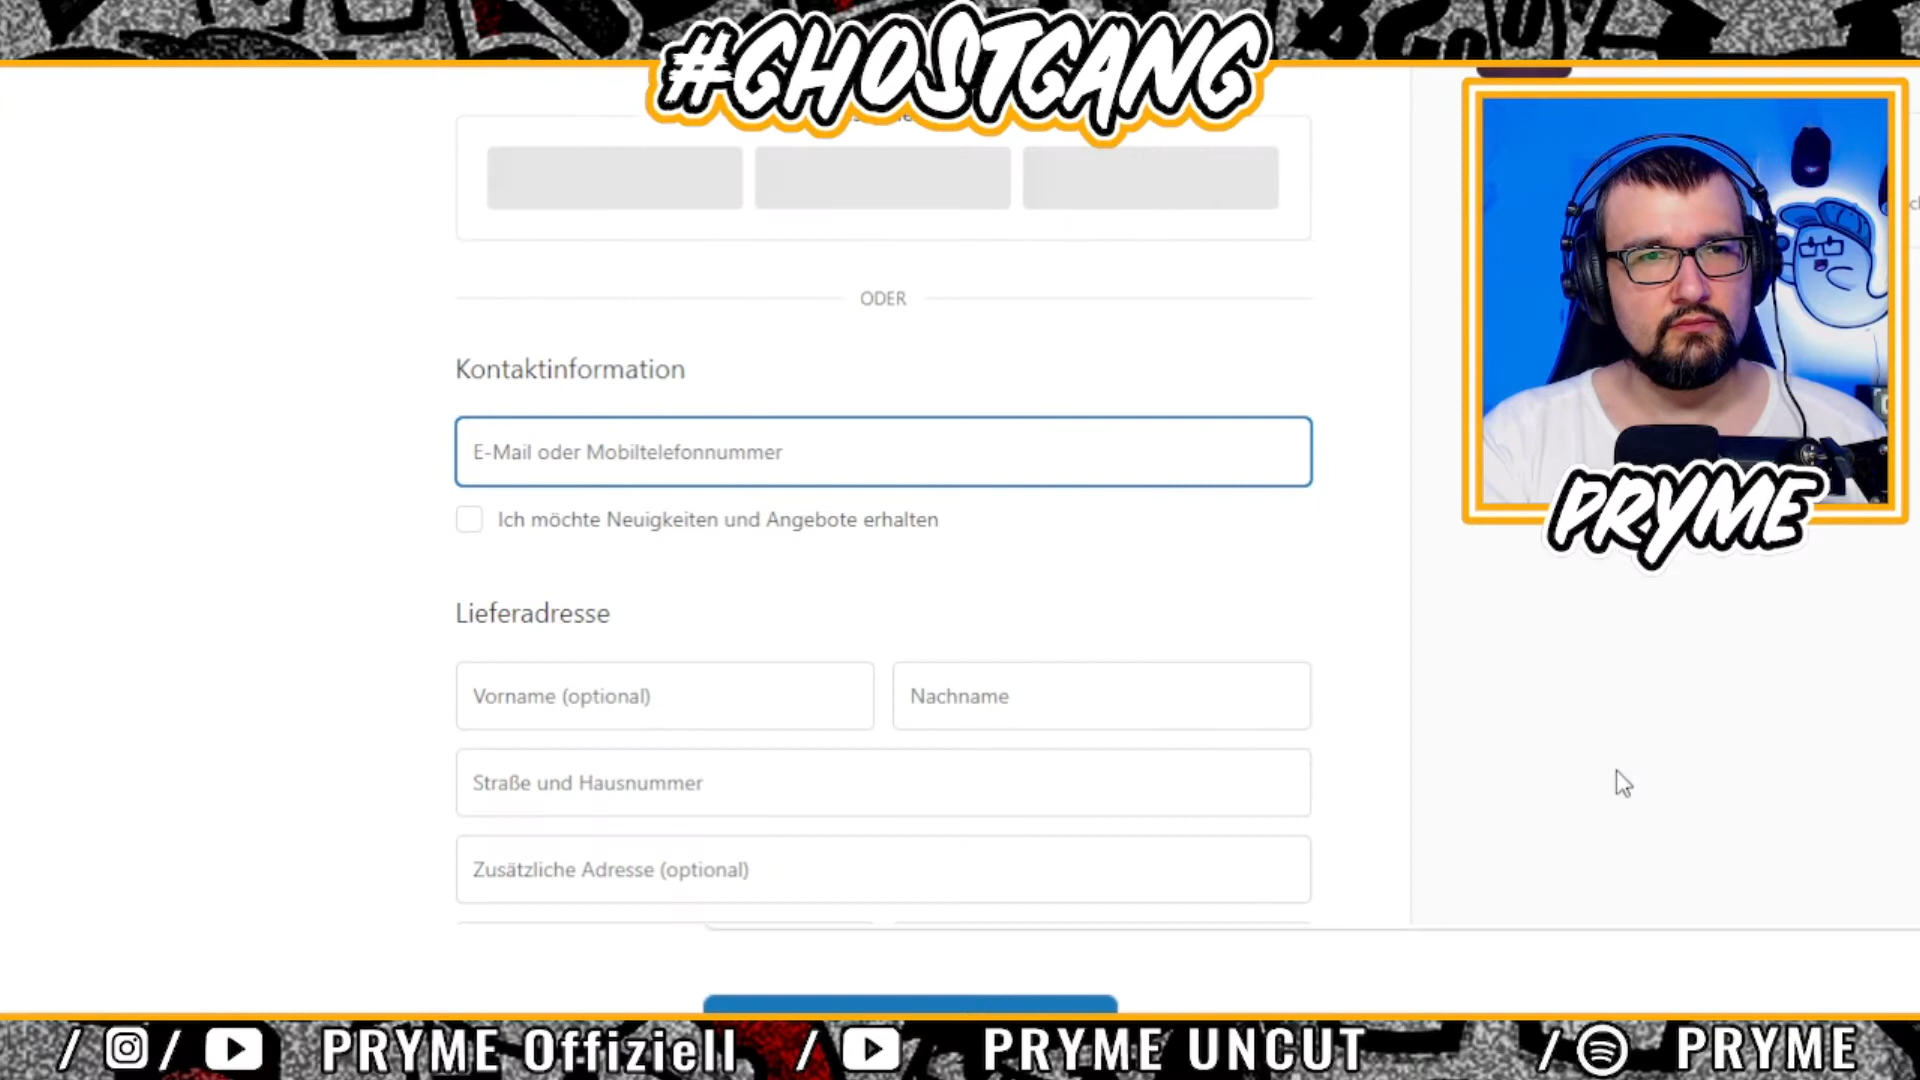 #GHOSTGANG
ODER
Kontaktinformation
E-Mail oder Mobiltelefonnummer
Ich möchte Neuigkeiten und Angebote erhalten
PRYME
Lieferadresse
Vorname (optional)
Nachname
Straße und Hausnummer
Zusätzliche Adresse (optional)
/ / PRYME Offiziell / PRYME UNCUT / PRYME